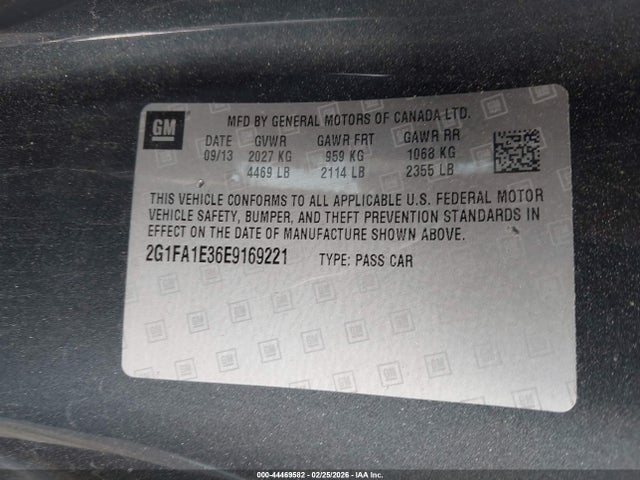 GM
MFD BY GENERAL MOTORS OF CANADA LTD.
DATE GVWR GAWR FRT GAWR RR
09/13 2027 KG 959 KG 1068 KG
4469 LB 2114 LB 2355 LB
THIS VEHICLE CONFORMS TO ALL APPLICABLE U.S. FEDERAL MOTOR
VEHICLE SAFETY, BUMPER, AND THEFT PREVENTION STANDARDS IN
EFFECT ON THE DATE OF MANUFACTURE SHOWN ABOVE.
2G1FA1E36E9169221 TYPE: PASS CAR
© 44469582 - 02/25/2026 - IAAI.com